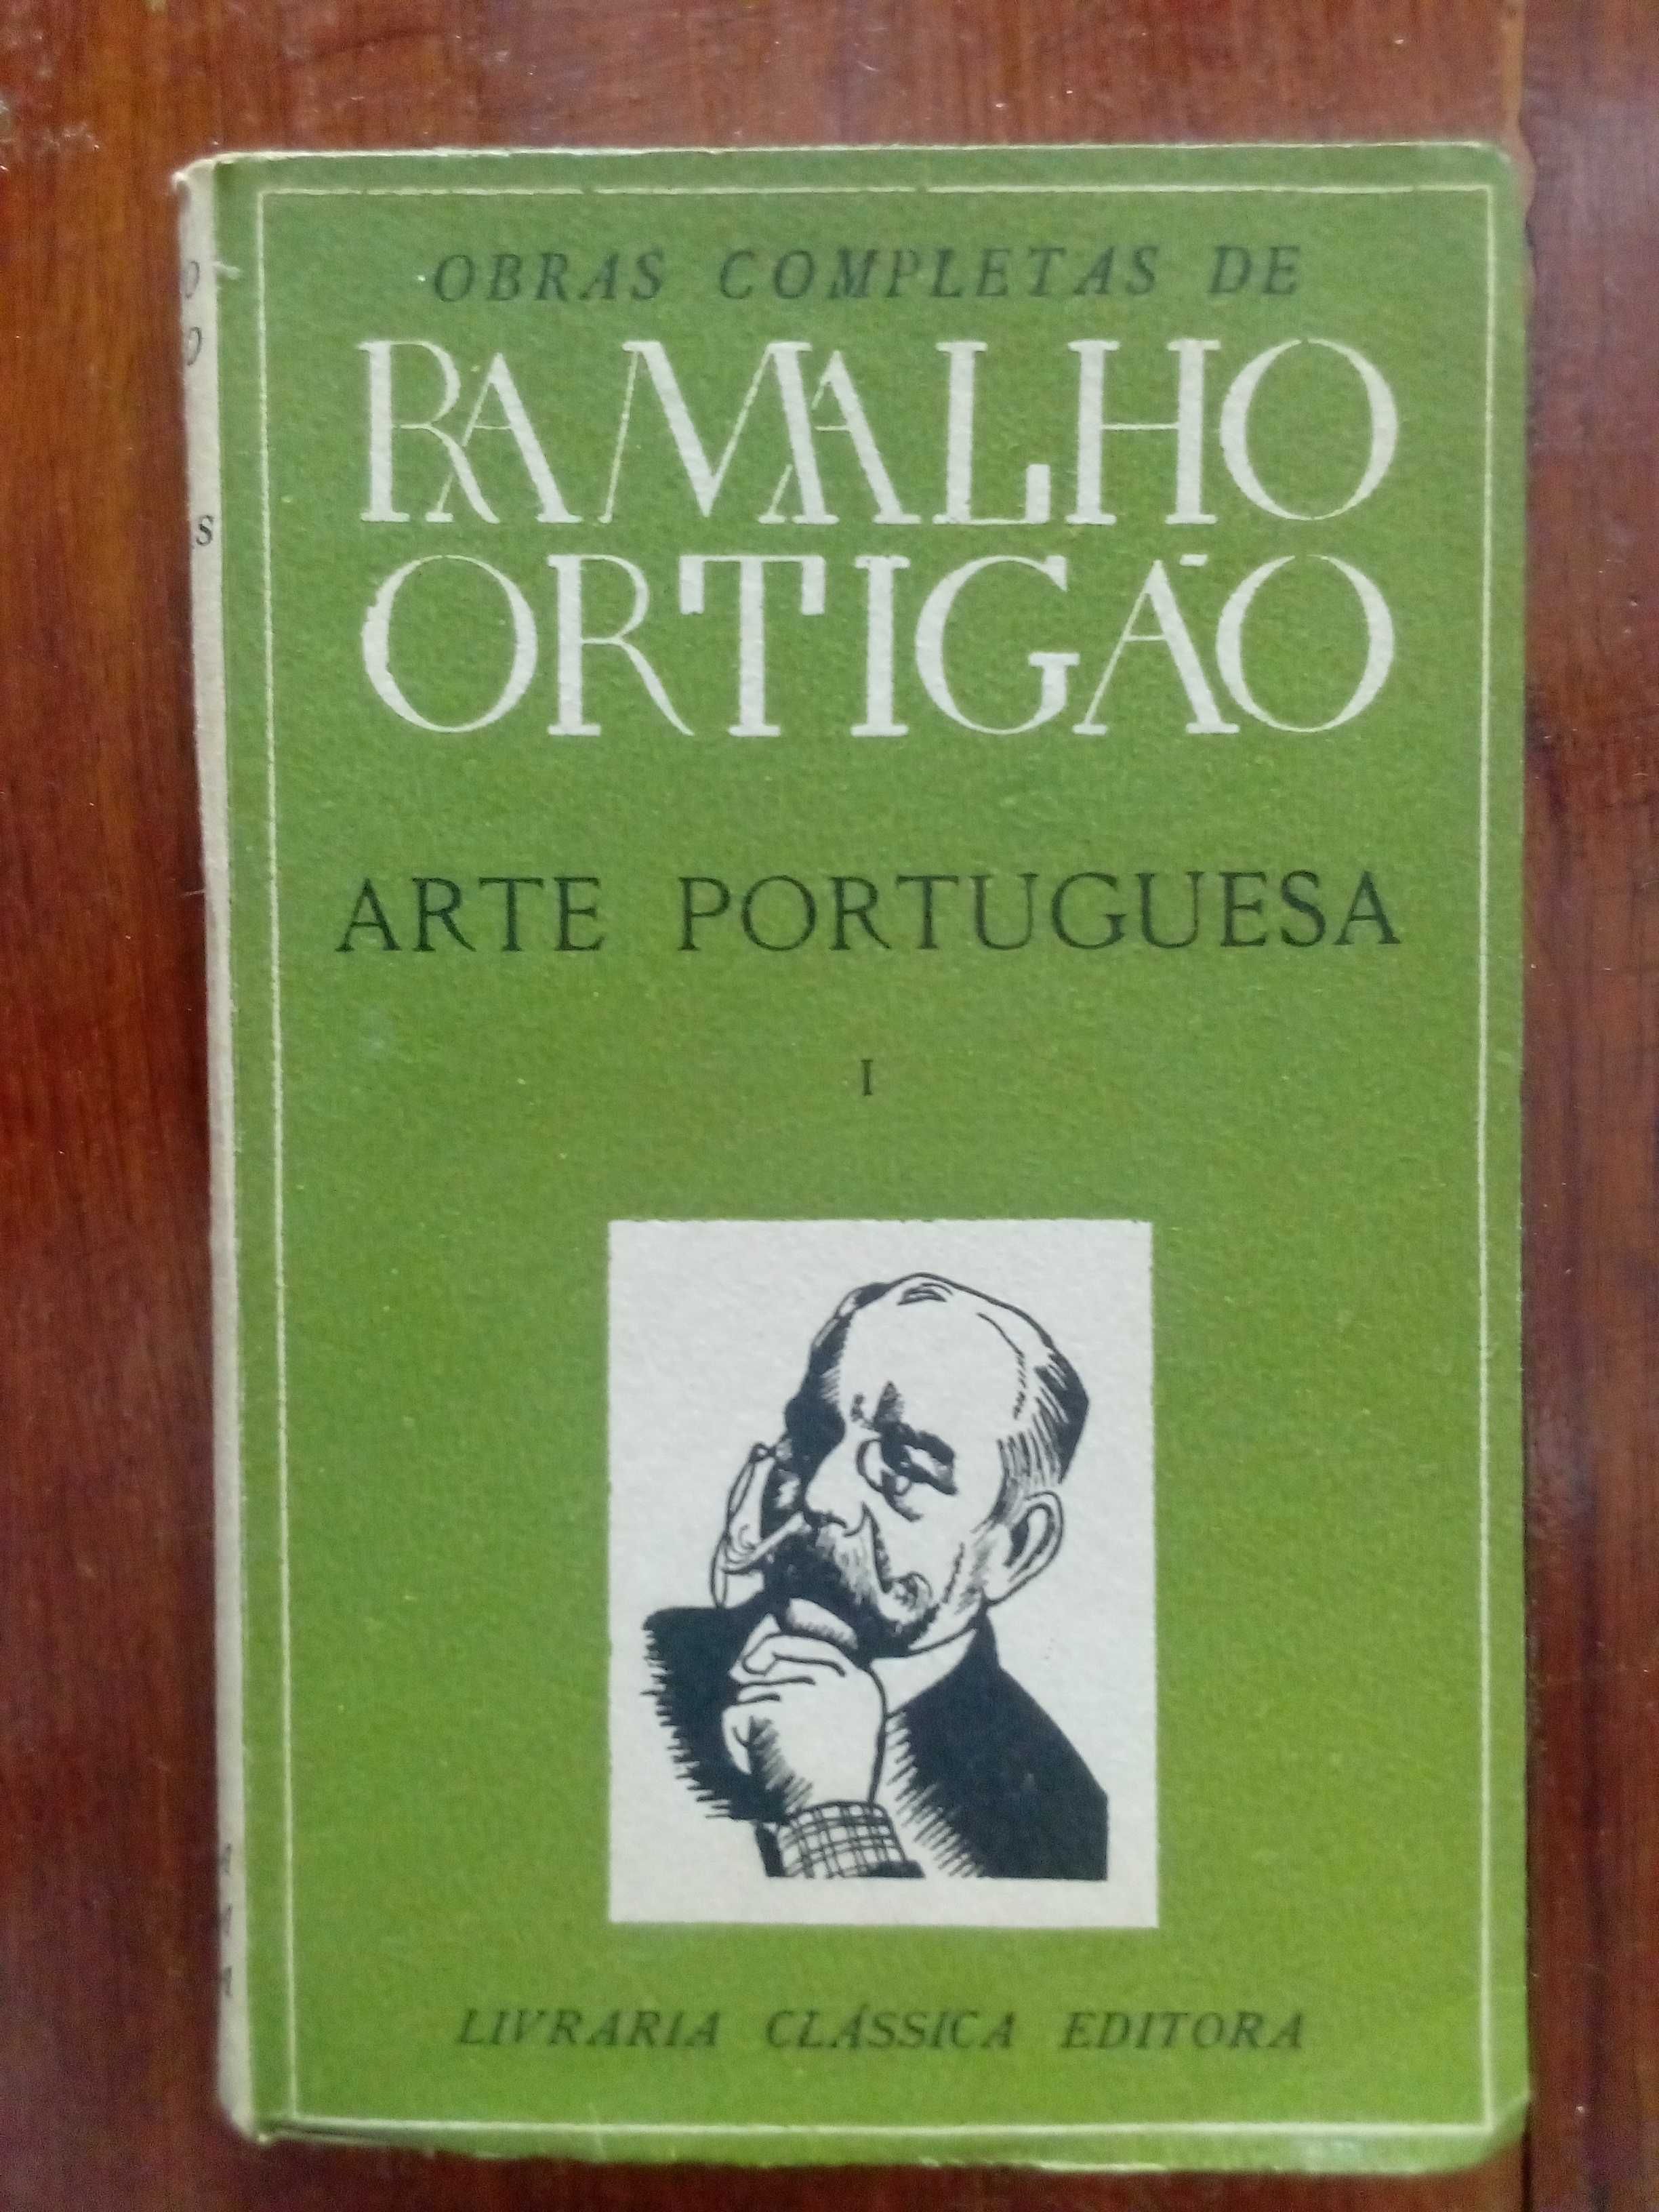 OBRAS COMPLETAS DE
RAMALHO
ORTIGÃO
ARTE PORTUGUESA
I
LIVRARIA CLÁSSICA EDITORA